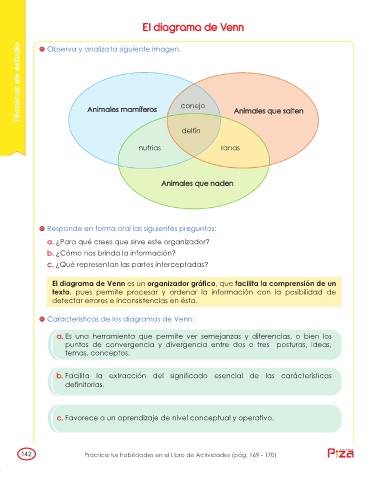 El diagrama de Venn
Técnicas de estudio
Observa y analiza la siguiente imagen.
Animales mamíferos
conejo
Animales que salten
delfín
nutrias
ranas
Animales que naden
Responde en forma oral las siguientes preguntas:
a. ¿Para qué crees que sirve este organizador?
b. ¿Cómo nos brinda la información?
c. ¿Qué representan las partes interceptadas?
El diagrama de Venn es un organizador gráfico, que facilita la comprensión de un
texto, pues permite procesar y ordenar la información con la posibilidad de
detectar errores e inconsistencias en ésta.
Características de los diagramas de Venn:
a. Es una herramienta que permite ver semejanzas y diferencias, o bien los
puntos de convergencia y divergencia entre dos o tres posturas, ideas,
temas, conceptos.
b. Facilita la extracción del significado esencial de las carácterísticas
definitorias.
c. Favorece a un aprendizaje de nivel conceptual y operativo.
142
Practica tus habilidades en el Libro de Actividades (pág. 169 - 170)